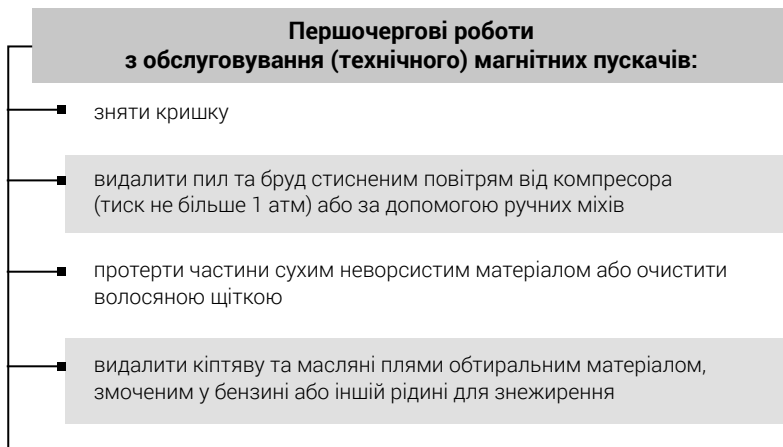 Першочергові роботи
з обслуговування (технічного) магнітних пускачів:
зняти кришку
видалити пил та бруд стисненим повітрям від компресора
(тиск не більше 1 атм) або за допомогою ручних міхів
протерти частини сухим неворсистим матеріалом або очистити
волосяною щіткою
видалити кіптяву та масляні плями обтиральним матеріалом,
змоченим у бензині або іншій рідині для знежирення